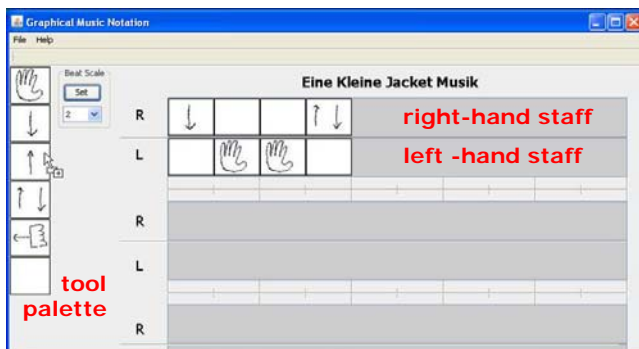 Graphical Music Notation
File Help
Beat Scale
Set
2
Eine Kleine Jacket Musik
R
right-hand staff
L
left -hand staff
R
L
tool
palette
R